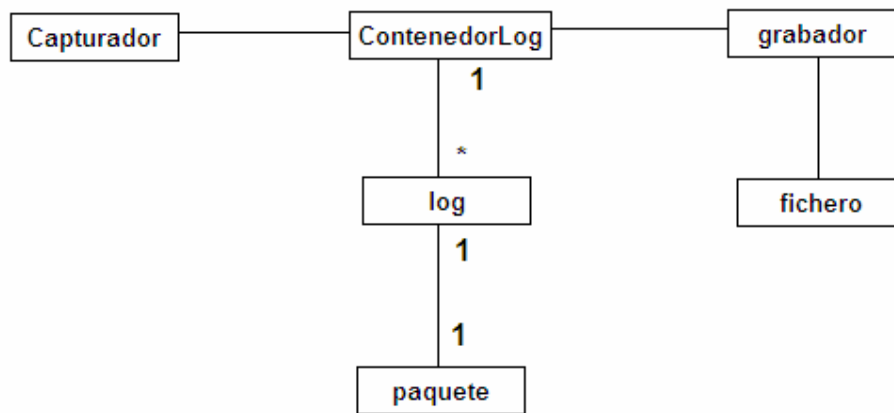 Capturador
ContenedorLog
grabador
1
*
log
fichero
1
1
paquete